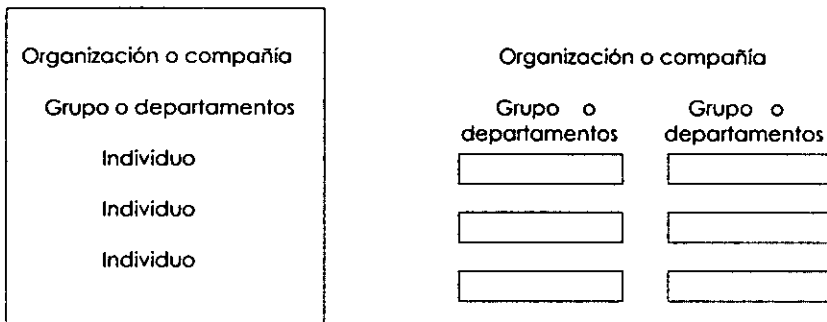 Organización o compañía
Grupo o departamentos
Individuo
Individuo
Individuo
Organización o compañía
Grupo o
departamentos
Grupo o
departamentos